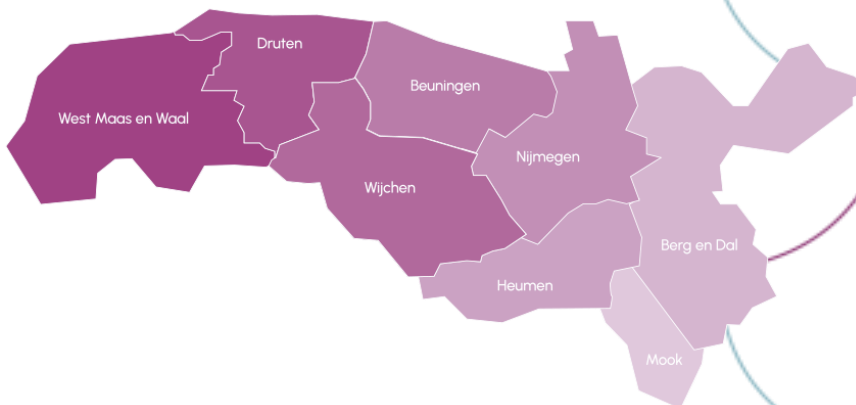 Druten
Beuningen
West Maas en Waal
Nijmegen
Wijchen
Berg en Dal
Heumen
Mook